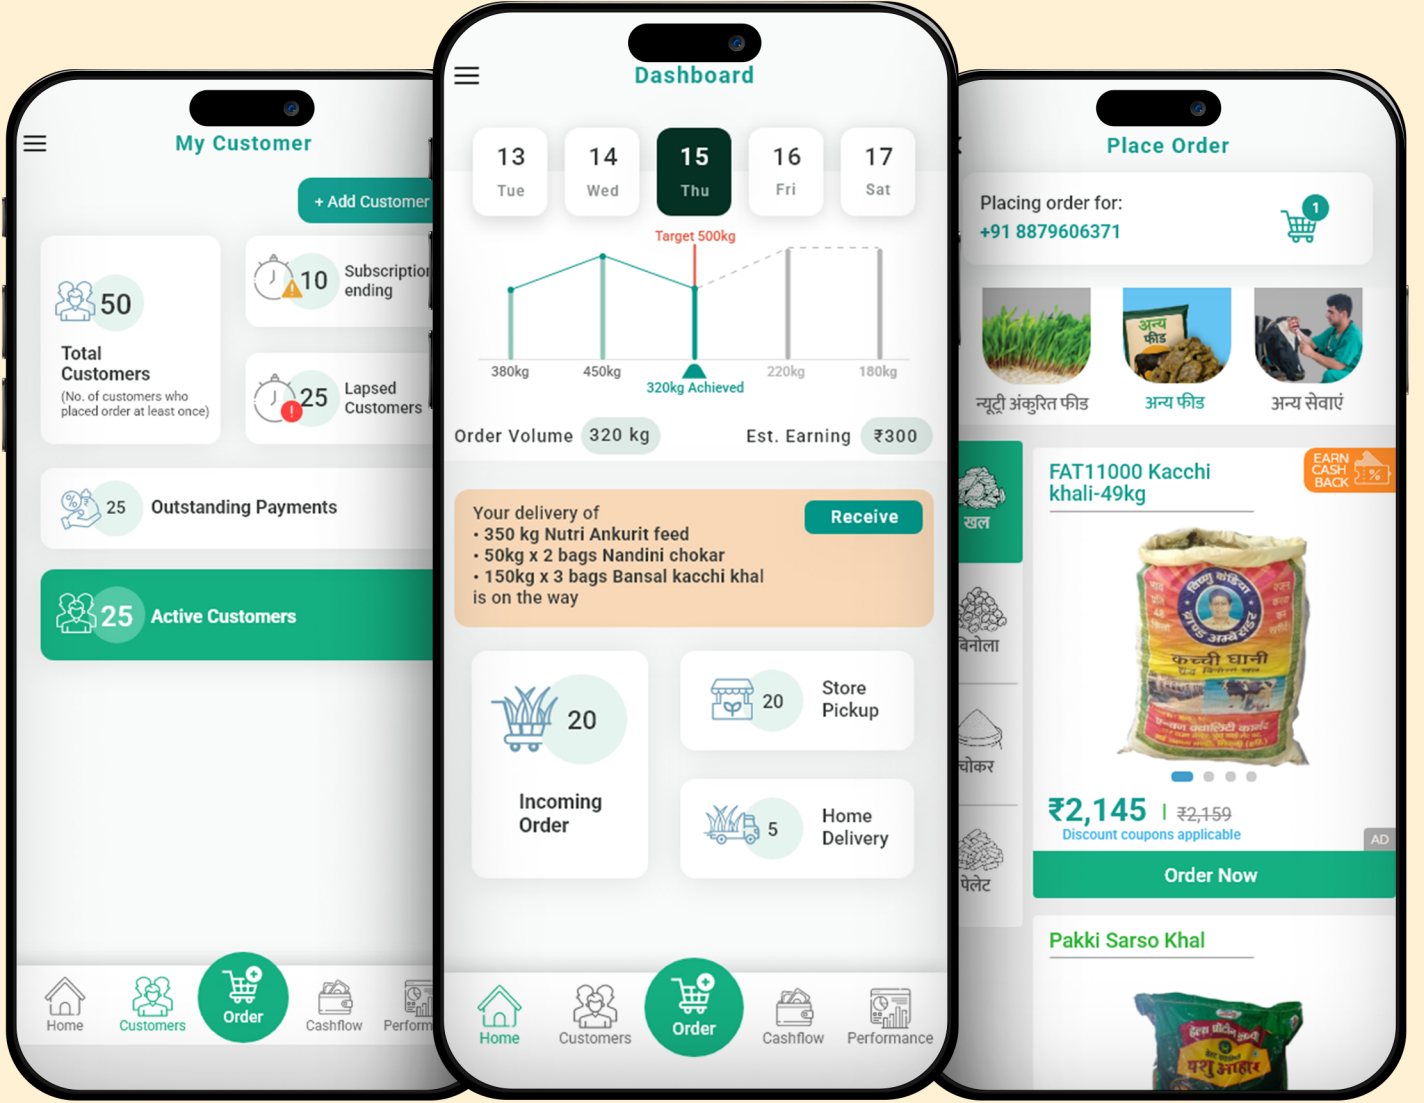 My Customer
+ Add Customer
50
Total
Customers
(No. of customers who
placed order at least once)
10
Subscription
ending
25
Lapsed
Customers
25
Outstanding Payments
25
Active Customers
Home
Customers
Order
Cashflow
Perform
Dashboard
13
Tue
14
Wed
15
Thu
16
Fri
17
Sat
Target 500kg
380kg
450kg
320kg Achieved
220kg
180kg
Order Volume
320 kg
Est. Earning
₹300
Your delivery of
• 350 kg Nutri Ankurit feed
• 50kg x 2 bags Nandini chokar
• 150kg x 3 bags Bansal kacchi khal
is on the way
Receive
20
Incoming
Order
20
Store
Pickup
5
Home
Delivery
Home
Customers
Order
Cashflow
Performance
Place Order
Placing order for:
+91 8879606371
1
अन्य
फीड
न्यूट्री अंकुरित फीड
अन्य फीड
अन्य सेवाएं
खल
बिनोला
चोकर
पेलेट
FAT11000 Kacchi
khali-49kg
EARN
CASH
BACK
कच्ची घानी
₹2,145
₹2,159
Discount coupons applicable
AD
Order Now
Pakki Sarso Khal
पशु आहार